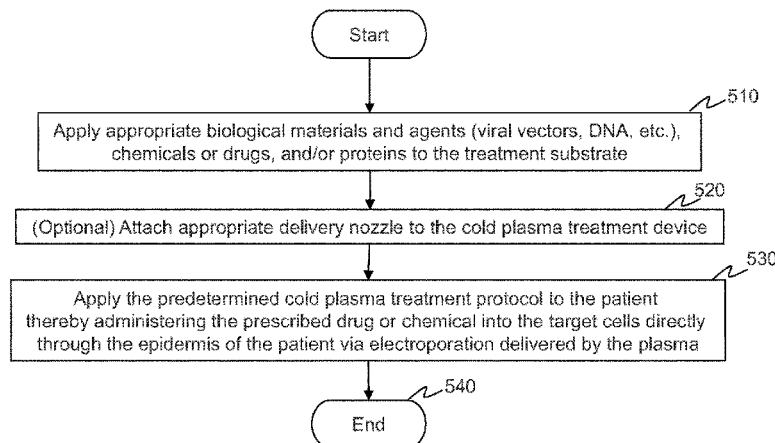 Start
510
Apply appropriate biological materials and agents (viral vectors, DNA, etc.),
chemicals or drugs, and/or proteins to the treatment substrate
520
(Optional) Attach appropriate delivery nozzle to the cold plasma treatment device
530
Apply the predetermined cold plasma treatment protocol to the patient
thereby administering the prescribed drug or chemical into the target cells directly
through the epidermis of the patient via electroporation delivered by the plasma
540
End